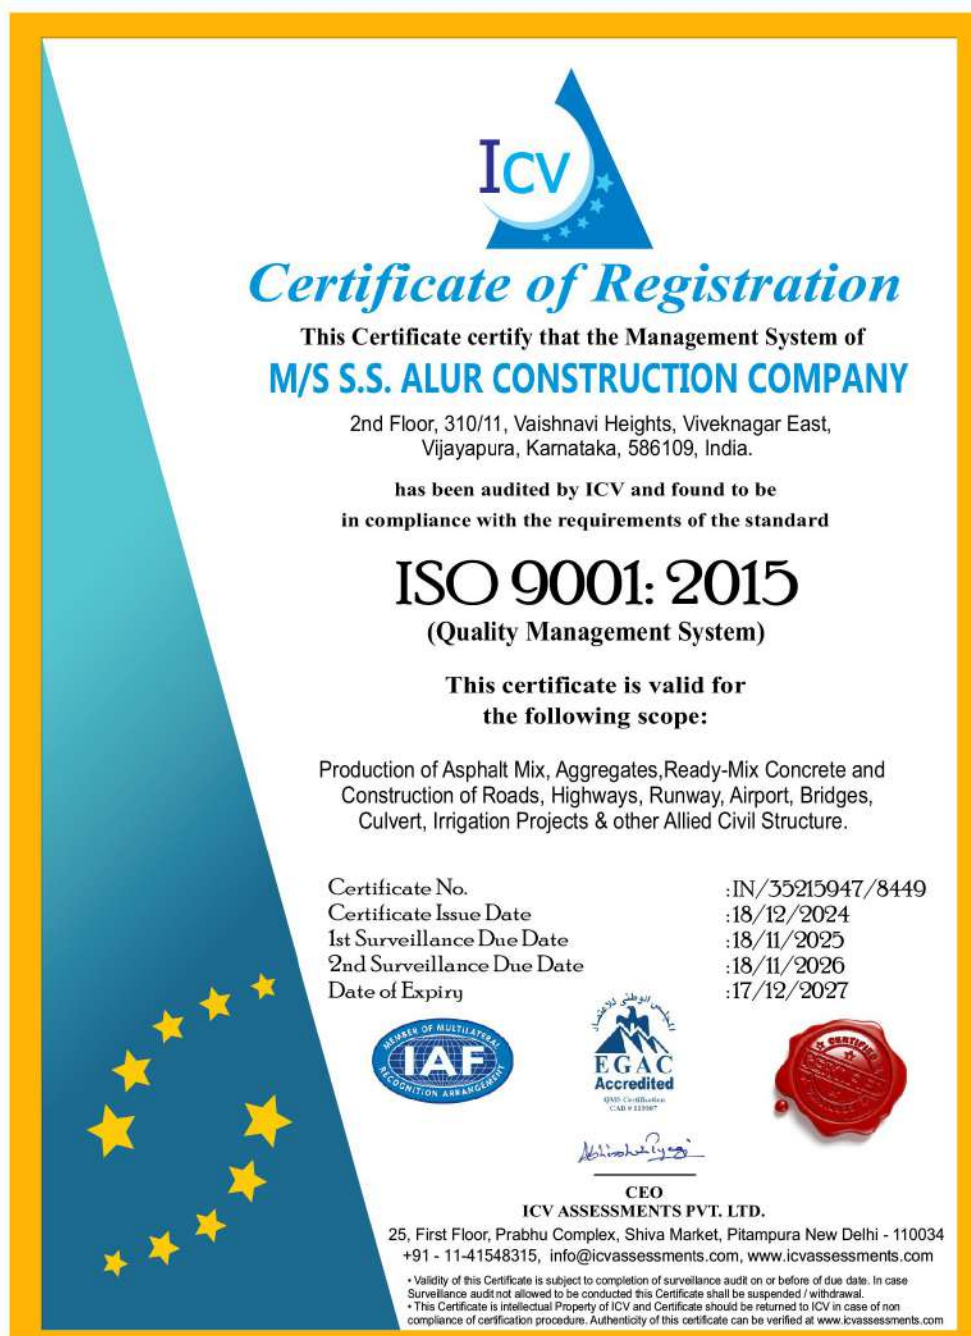 ICV
Certificate of Registration
This Certificate certify that the Management System of
M/S S.S. ALUR CONSTRUCTION COMPANY
2nd Floor, 310/11, Vaishnavi Heights, Viveknagar East,
Vijayapura, Karnataka, 586109, India.
has been audited by ICV and found to be
in compliance with the requirements of the standard
ISO 9001: 2015
(Quality Management System)
This certificate is valid for
the following scope:
Production of Asphalt Mix, Aggregates,Ready-Mix Concrete and
Construction of Roads, Highways, Runway, Airport, Bridges,
Culvert, Irrigation Projects & other Allied Civil Structure.
Certificate No. :IN/35215947/8449
Certificate Issue Date :18/12/2024
1st Surveillance Due Date :18/11/2025
2nd Surveillance Due Date :18/11/2026
Date of Expiry :17/12/2027
MEMBER OF MULTILATERAL
IAF
RECOGNITION ARRANGEMENT
المجلس الوطنى للاعتماد
EGAC
Accredited
QMS Certification
CERTIFIED
CEO
ICV ASSESSMENTS PVT. LTD.
25, First Floor, Prabhu Complex, Shiva Market, Pitampura New Delhi - 110034
+91 - 11-41548315, info@icvassessments.com, www.icvassessments.com
• Validity of this Certificate is subject to completion of surveillance audit on or before of due date. In case
Surveillance audit not allowed to be conducted this Certificate shall be suspended / withdrawal.
• This Certificate is intellectual Property of ICV and Certificate should be returned to ICV in case of non
compliance of certification procedure. Authenticity of this certificate can be verified at www.icvassessments.com